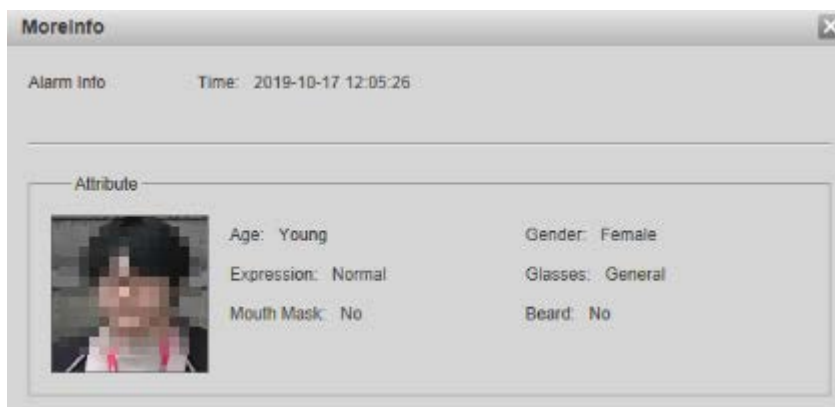 MoreInfo
Alarm Info Time: 2019-10-17 12:05:26
Attribute
Age: Young Gender: Female
Expression: Normal Glasses: General
Mouth Mask: No Beard: No